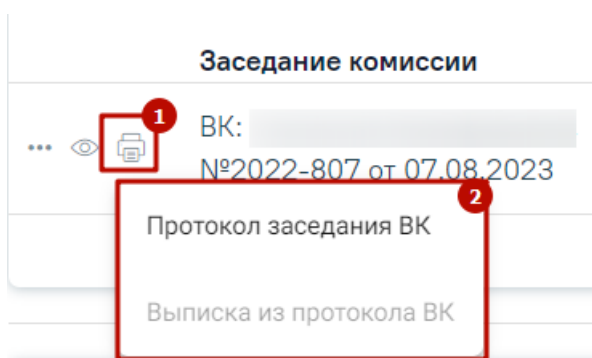 Заседание комиссии
1
ВК:
№2022-807 от 07.08.2023
2
Протокол заседания ВК
Выписка из протокола ВК